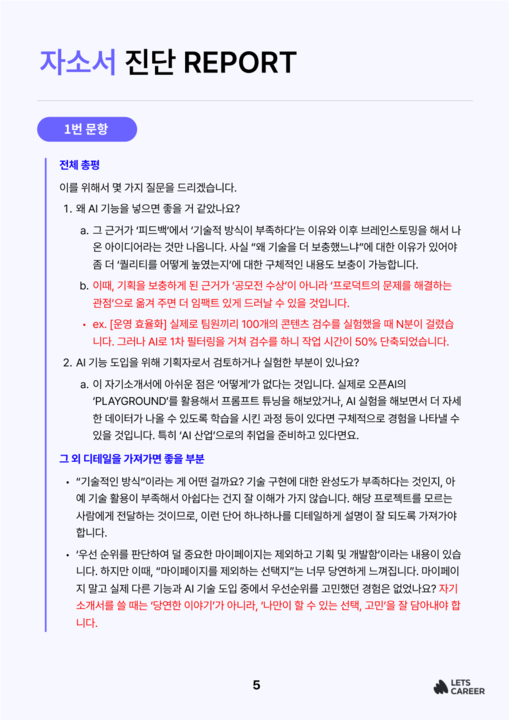 자소서 진단 REPORT
1번 문항
전체 총평
이를 위해서 몇 가지 질문을 드리겠습니다.
1. 왜 AI 기능을 넣으면 좋을 거 같았나요?
a. 그 근거가 ‘피드백’에서 ‘기술적 방식이 부족하다’는 이유와 이후 브레인스토밍을 해서 나
온 아이디어라는 것만 나옵니다. 사실 “왜 기술을 더 보충했느냐”에 대한 이유가 있어야
좀 더 ‘퀄리티를 어떻게 높였는지’에 대한 구체적인 내용도 보충이 가능합니다.
b. 이때, 기획을 보충하게 된 근거가 ‘공모전 수상’이 아니라 ‘프로덕트의 문제를 해결하는
관점’으로 옮겨 주면 더 임팩트 있게 드러날 수 있을 것입니다.
• ex. [운영 효율화] 실제로 팀원끼리 100개의 콘텐츠 검수를 실험했을 때 N분이 걸렸습
니다. 그러나 AI로 1차 필터링을 거쳐 검수를 하니 작업 시간이 50% 단축되었습니다.
2. AI 기능 도입을 위해 기획자로서 검토하거나 실험한 부분이 있나요?
a. 이 자기소개서에 아쉬운 점은 ‘어떻게’가 없다는 것입니다. 실제로 오픈AI의
‘PLAYGROUND’를 활용해서 프롬프트 튜닝을 해보았거나, AI 실험을 해보면서 더 자세
한 데이터가 나올 수 있도록 학습을 시킨 과정 등이 있다면 구체적으로 경험을 나타낼 수
있을 것입니다. 특히 ‘AI 산업’으로의 취업을 준비하고 있다면요.
그 외 디테일을 가져가면 좋을 부분
• “기술적인 방식”이라는 게 어떤 걸까요? 기술 구현에 대한 완성도가 부족하다는 것인지, 아
예 기술 활용이 부족해서 아쉽다는 건지 잘 이해가 가지 않습니다. 해당 프로젝트를 모르는
사람에게 전달하는 것이므로, 이런 단어 하나하나를 디테일하게 설명이 잘 되도록 가져가야
합니다.
• ‘우선 순위를 판단하여 덜 중요한 마이페이지는 제외하고 기획 및 개발함’이라는 내용이 있습
니다. 하지만 이때, “마이페이지를 제외하는 선택지”는 너무 당연하게 느껴집니다. 마이페이
지 말고 실제 다른 기능과 AI 기술 도입 중에서 우선순위를 고민했던 경험은 없었나요? 자기
소개서를 쓸 때는 ‘당연한 이야기’가 아니라, ‘나만이 할 수 있는 선택, 고민’을 잘 담아내야 합
니다.
5
LETS
CAREER